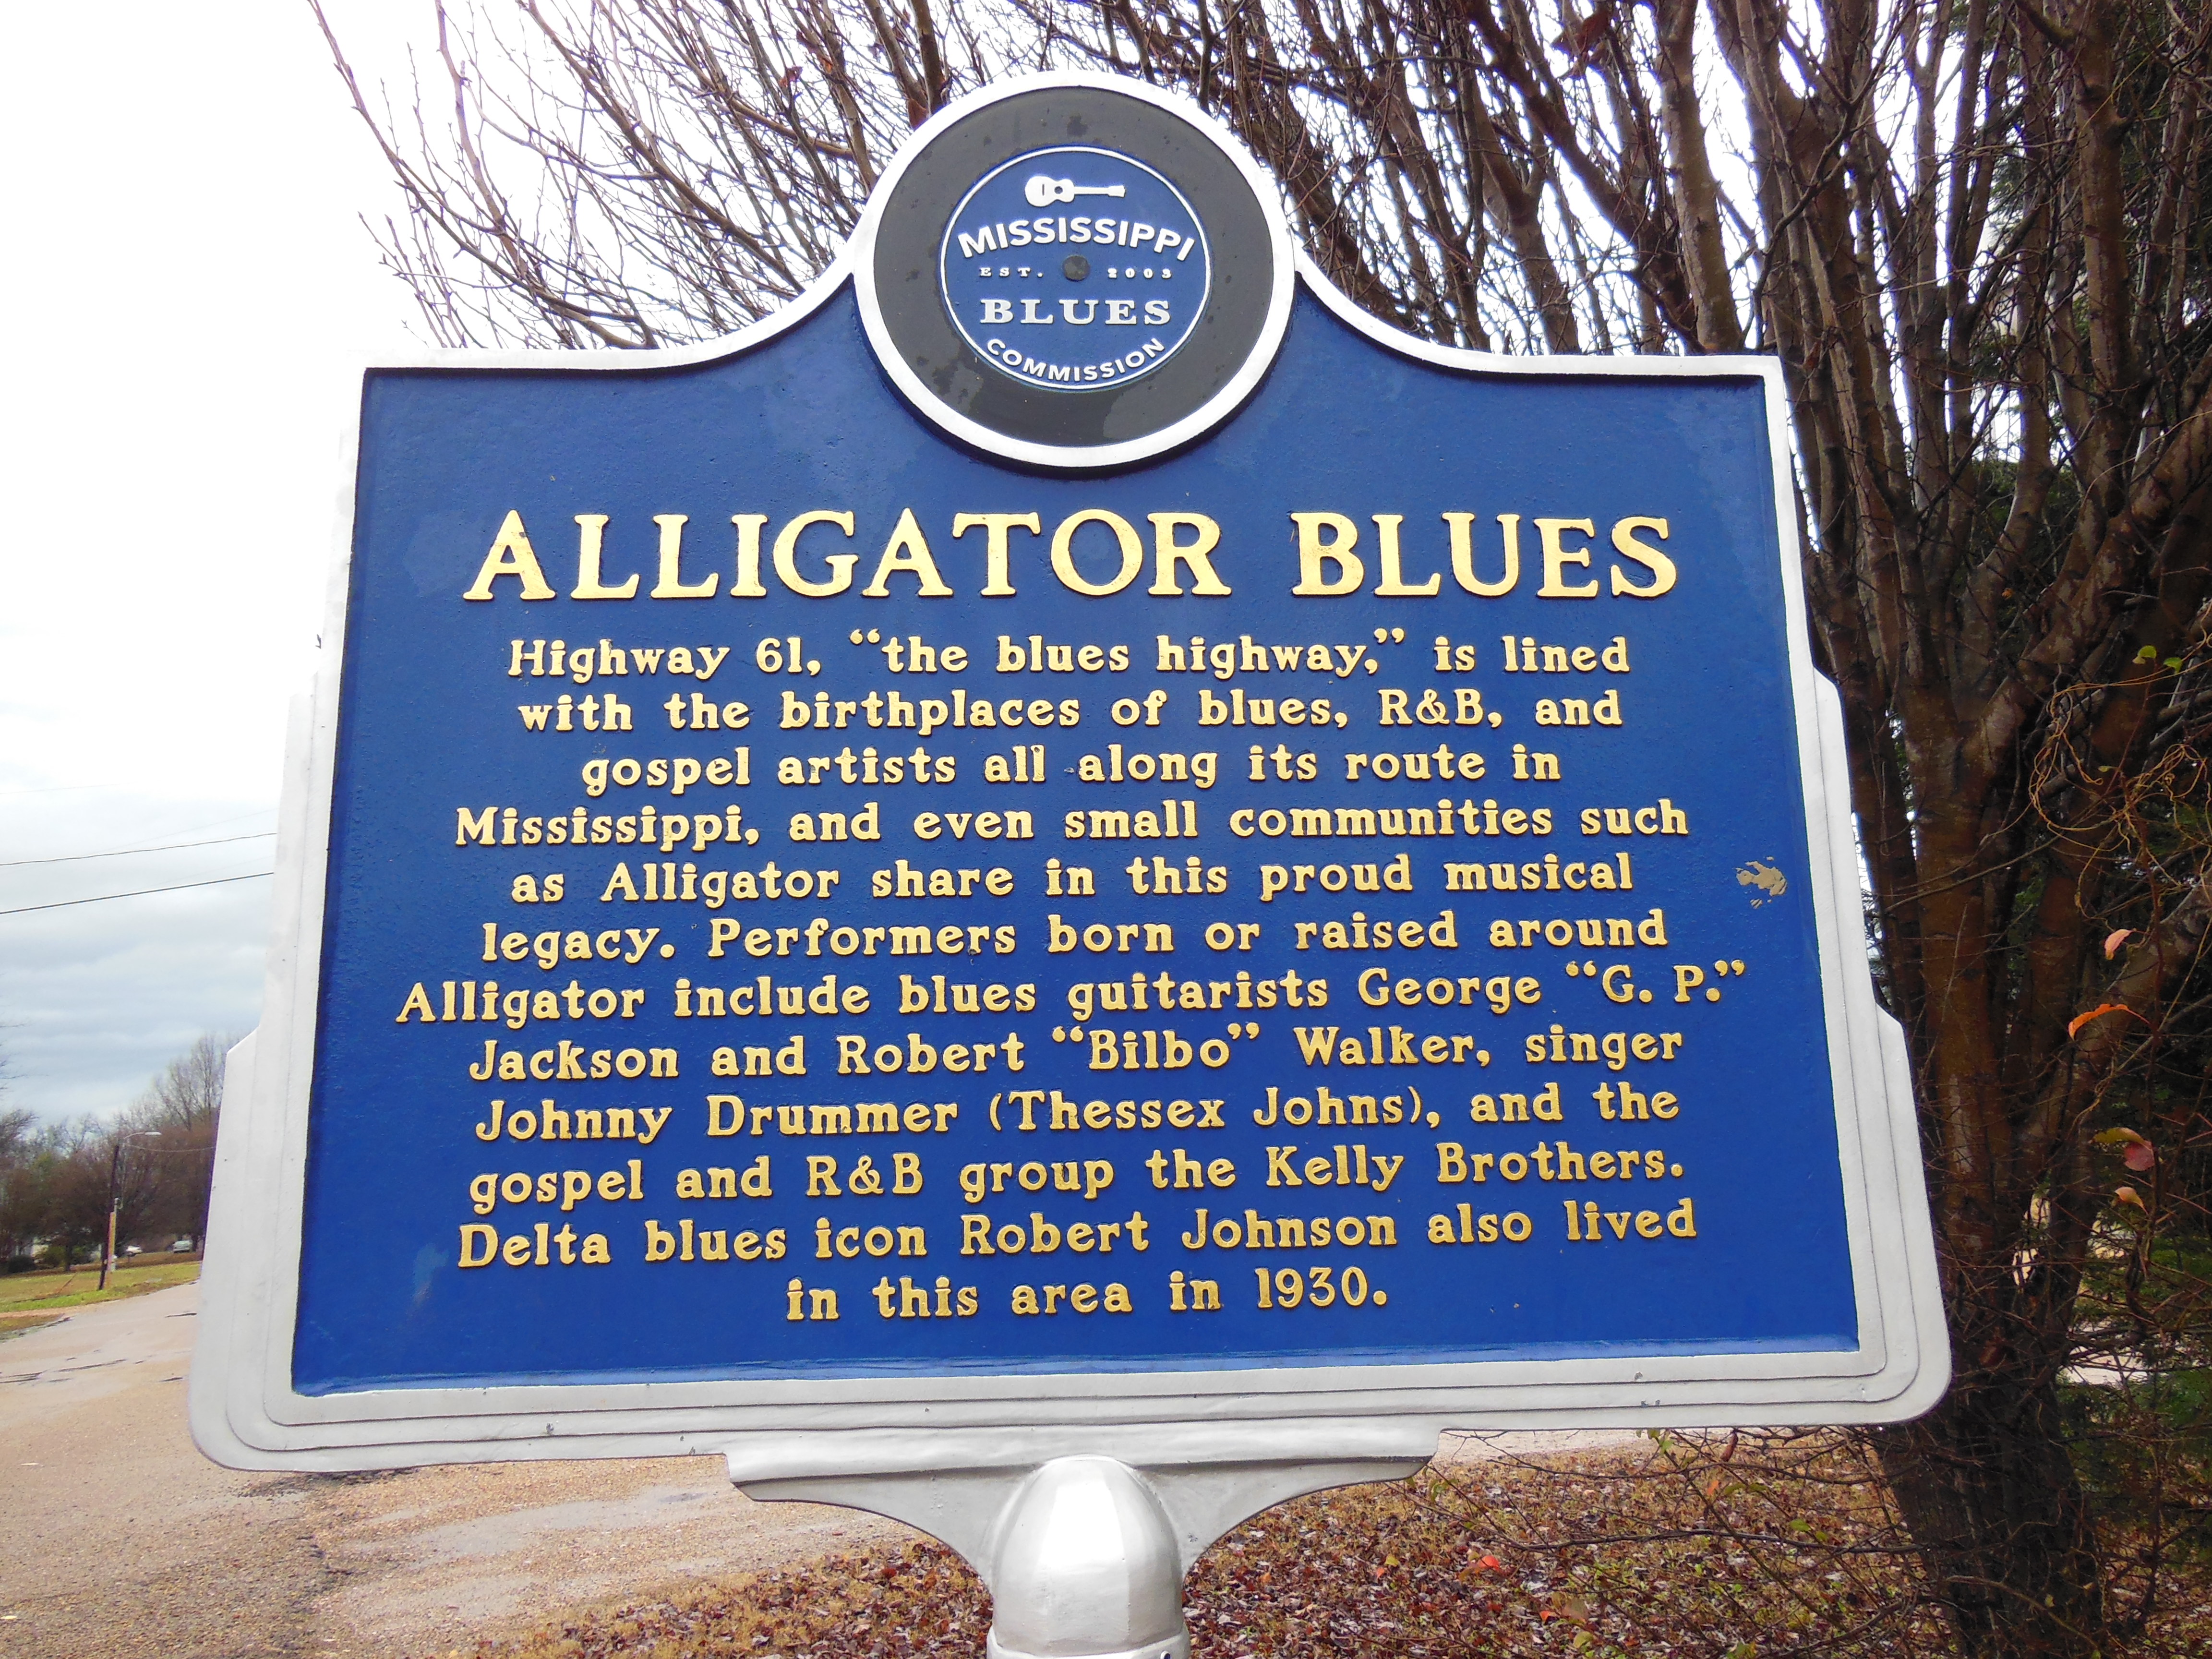 MISSISSIPPI
EST. 2003
BLUES
COMMISSION
ALLIGATOR BLUES
Highway 61, “the blues highway,” is lined
with the birthplaces of blues, R&B, and
gospel artists all along its route in
Mississippi, and even small communities such
as Alligator share in this proud musical
legacy. Performers born or raised around
Alligator include blues guitarists George “G. P.”
Jackson and Robert “Bilbo” Walker, singer
Johnny Drummer (Thessex Johns), and the
gospel and R&B group the Kelly Brothers.
Delta blues icon Robert Johnson also lived
in this area in 1930.